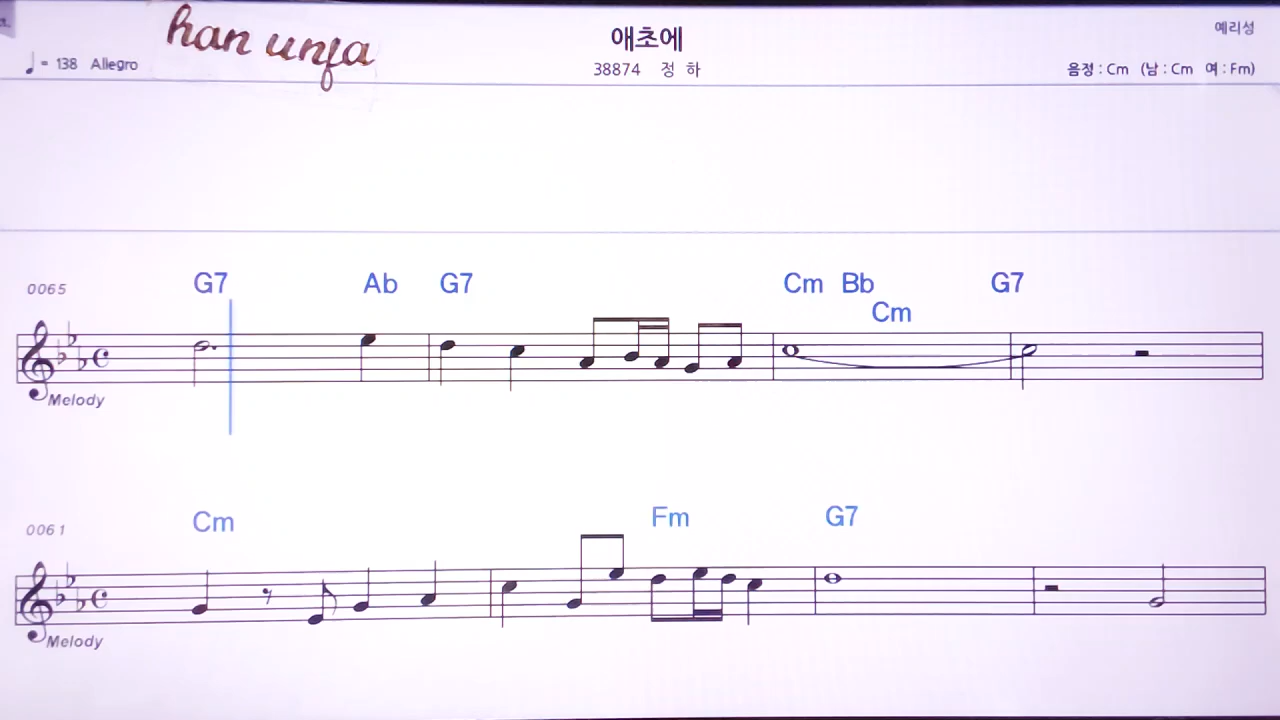 han unfa
애초에
예리성
♩ = 138 Allegro
38874 정 하
음정 : Cm (남 : Cm 여 : Fm)
0065
G7 Ab G7 Cm Bb G7
Cm
Melody
0061
Cm Fm G7
Melody